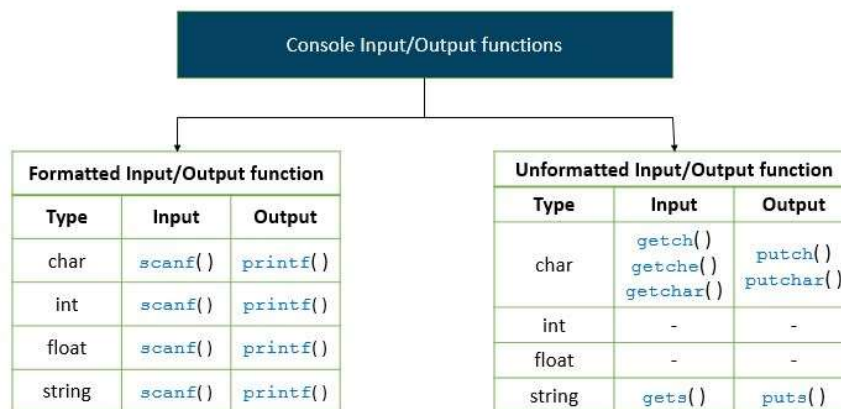 Console Input/Output functions
Formatted Input/Output function
Type Input Output
char scanf() printf()
int scanf() printf()
float scanf() printf()
string scanf() printf()
Unformatted Input/Output function
Type Input Output
char getch() getche() getchar() putch() putchar()
int - -
float - -
string gets() puts()